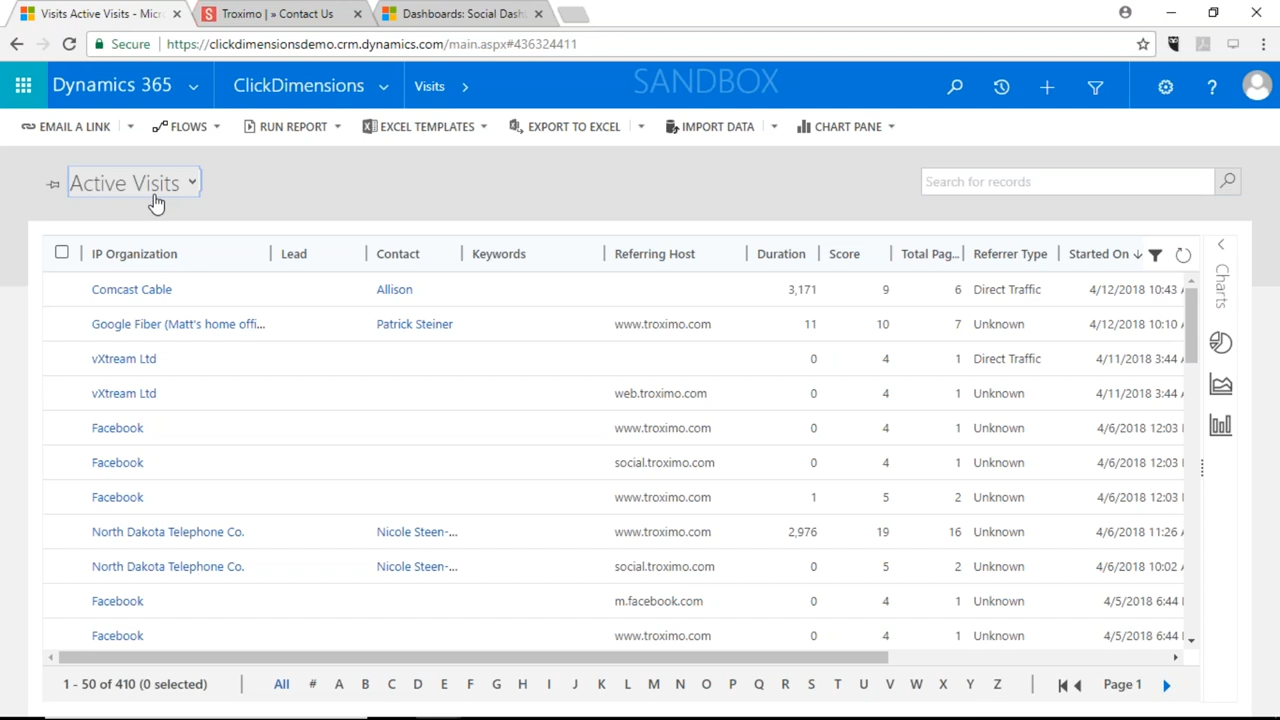 Visits Active Visits - Micr
Troximo | » Contact Us
Dashboards: Social Dash
Secure
https://clickdimensionsdemo.crm.dynamics.com/main.aspx#436324411
Dynamics 365
ClickDimensions
Visits
SANDBOX
EMAIL A LINK
FLOWS
RUN REPORT
EXCEL TEMPLATES
EXPORT TO EXCEL
IMPORT DATA
CHART PANE
Active Visits
Search for records
IP Organization Lead Contact Keywords Referring Host Duration Score Total Pag... Referrer Type Started On
Comcast Cable Allison 3,171 9 6 Direct Traffic 4/12/2018 10:43
Google Fiber (Matt's home offi... Patrick Steiner www.troximo.com 11 10 7 Unknown 4/12/2018 10:10
vXtream Ltd 0 4 1 Direct Traffic 4/11/2018 3:44
vXtream Ltd web.troximo.com 0 4 1 Unknown 4/11/2018 3:44
Facebook www.troximo.com 0 4 1 Unknown 4/6/2018 12:03
Facebook social.troximo.com 0 4 1 Unknown 4/6/2018 12:03
Facebook www.troximo.com 1 5 2 Unknown 4/6/2018 12:03
North Dakota Telephone Co. Nicole Steen-... www.troximo.com 2,976 19 16 Unknown 4/6/2018 11:26
North Dakota Telephone Co. Nicole Steen-... social.troximo.com 0 5 2 Unknown 4/6/2018 10:02
Facebook m.facebook.com 0 4 1 Unknown 4/5/2018 6:44
Facebook www.troximo.com 0 4 1 Unknown 4/5/2018 6:44
Charts
1 - 50 of 410 (0 selected)
All # A B C D E F G H I J K L M N O P Q R S T U V W X Y Z
Page 1